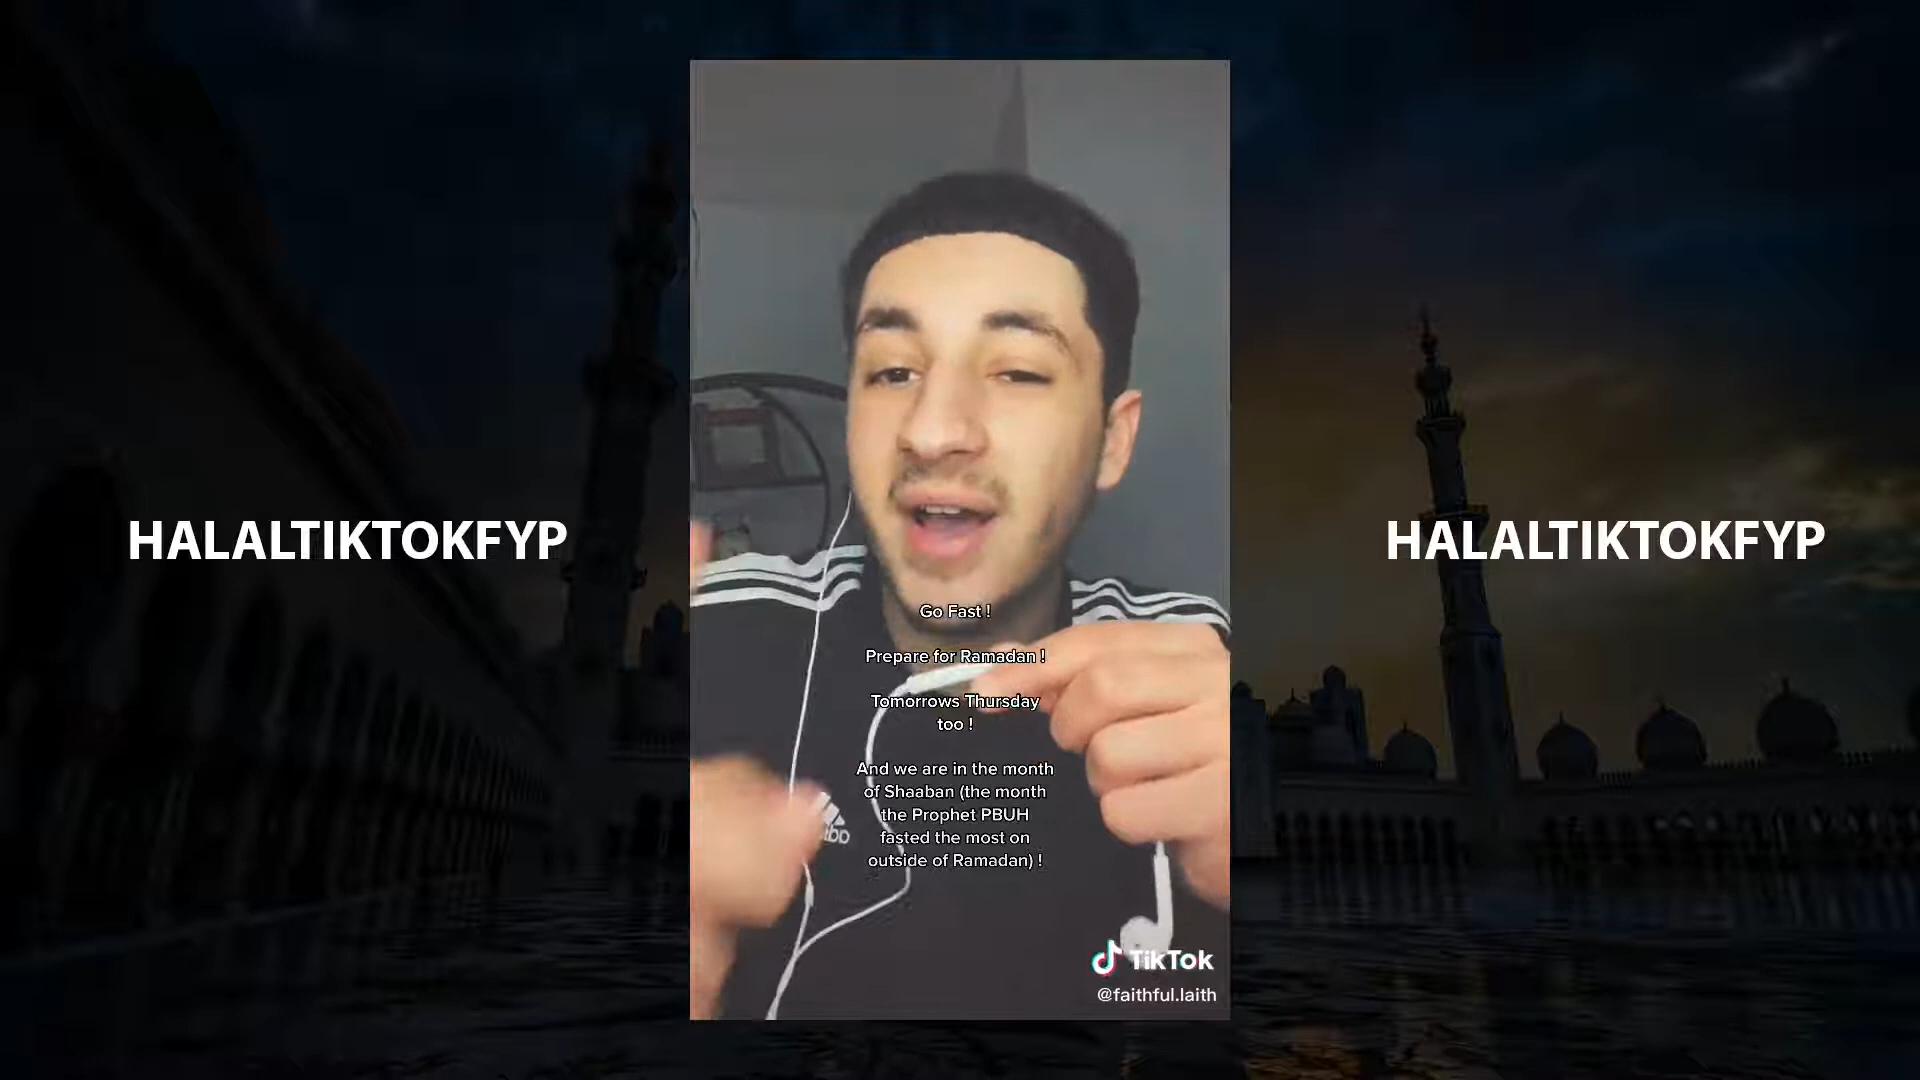 HALALTIKTOKFYP
Go Fast !
Prepare for Ramadan !
Tomorrows Thursday
too !
And we are in the month
of Shaaban (the month
the Prophet PBUH
fasted the most on
outside of Ramadan) !
adidas
TikTok
@faithful.laith
HALALTIKTOKFYP